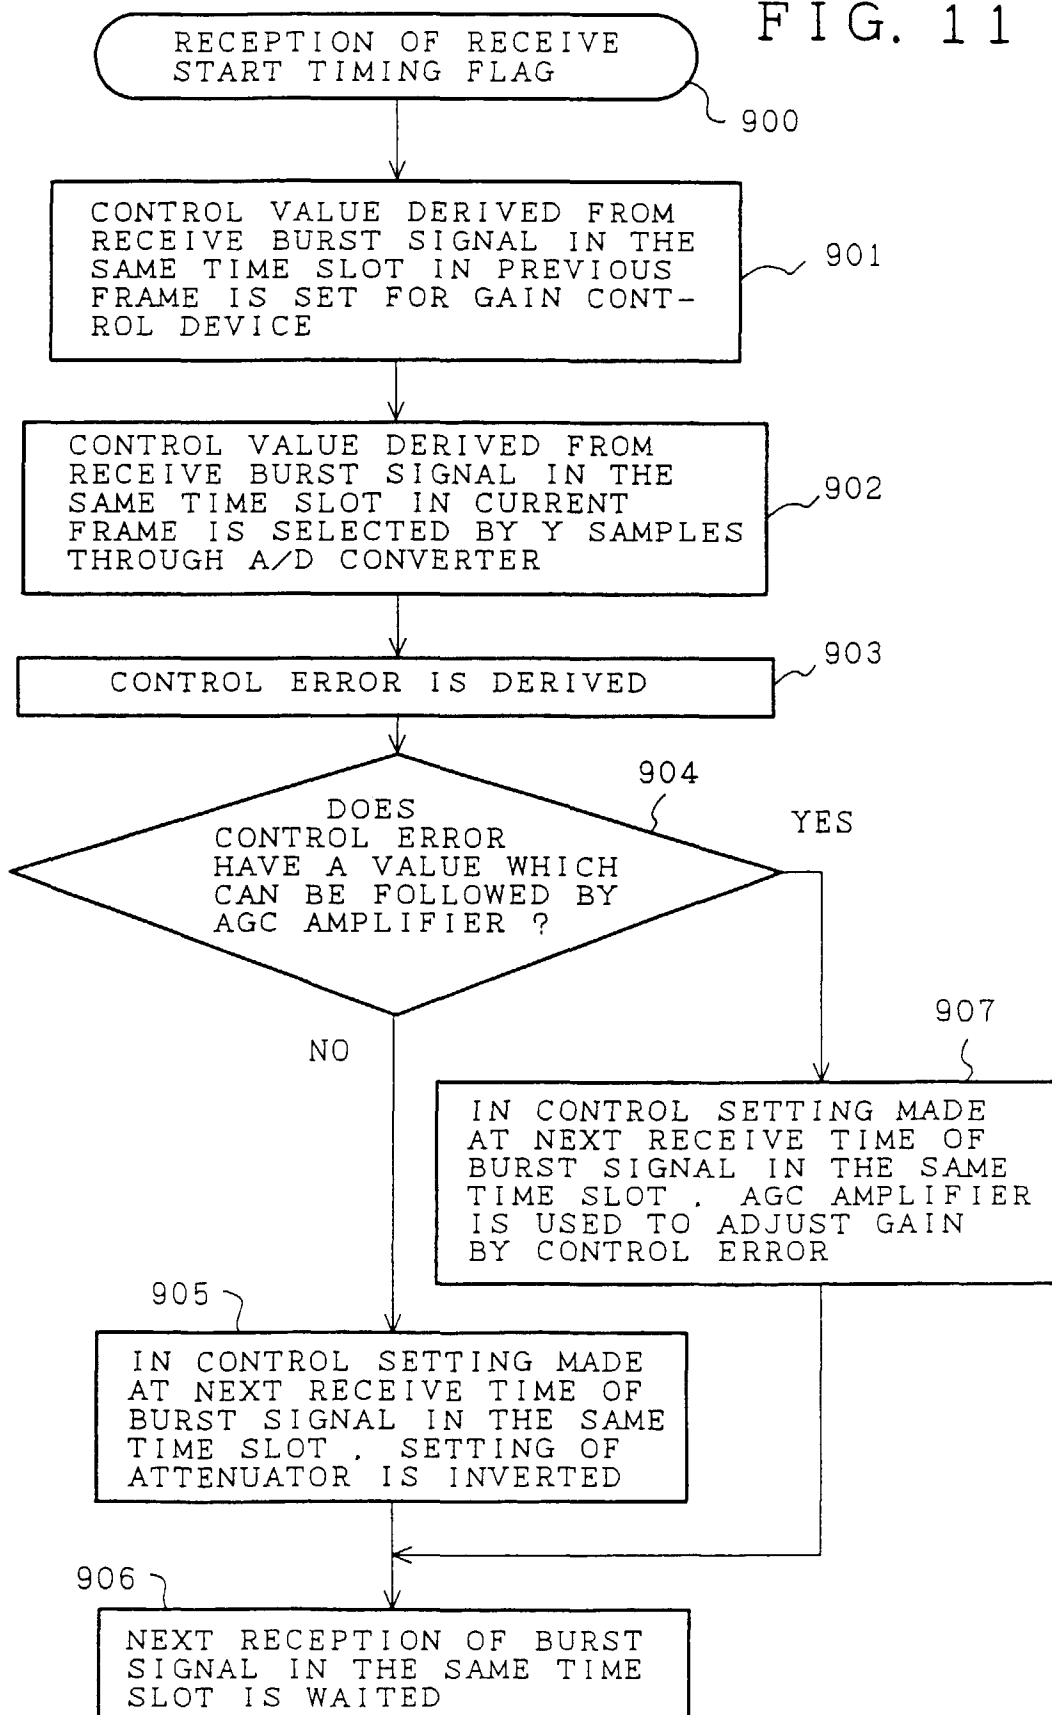 FIG. 11
RECEPTION OF RECEIVE
START TIMING FLAG
900
CONTROL VALUE DERIVED FROM
RECEIVE BURST SIGNAL IN THE
SAME TIME SLOT IN PREVIOUS
FRAME IS SET FOR GAIN CONT-
ROL DEVICE
901
CONTROL VALUE DERIVED FROM
RECEIVE BURST SIGNAL IN THE
SAME TIME SLOT IN CURRENT
FRAME IS SELECTED BY Y SAMPLES
THROUGH A/D CONVERTER
902
CONTROL ERROR IS DERIVED
903
904
DOES
CONTROL ERROR
HAVE A VALUE WHICH
CAN BE FOLLOWED BY
AGC AMPLIFIER ?
YES
NO
907
IN CONTROL SETTING MADE
AT NEXT RECEIVE TIME OF
BURST SIGNAL IN THE SAME
TIME SLOT . AGC AMPLIFIER
IS USED TO ADJUST GAIN
BY CONTROL ERROR
905
IN CONTROL SETTING MADE
AT NEXT RECEIVE TIME OF
BURST SIGNAL IN THE SAME
TIME SLOT . SETTING OF
ATTENUATOR IS INVERTED
906
NEXT RECEPTION OF BURST
SIGNAL IN THE SAME TIME
SLOT IS WAITED